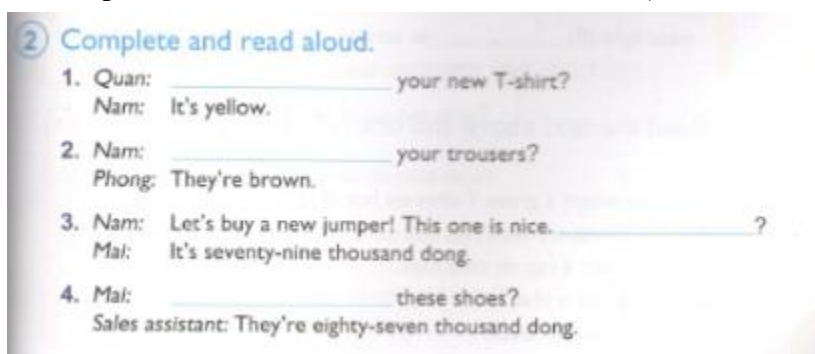 2 Complete and read aloud.
1. Quan: ____________ your new T-shirt?
Nam: It's yellow.
2. Nam: ____________ your trousers?
Phong: They're brown.
3. Nam: Let's buy a new jumper! This one is nice. ____________ ?
Mai: It's seventy-nine thousand dong.
4. Mai: ____________ these shoes?
Sales assistant: They're eighty-seven thousand dong.